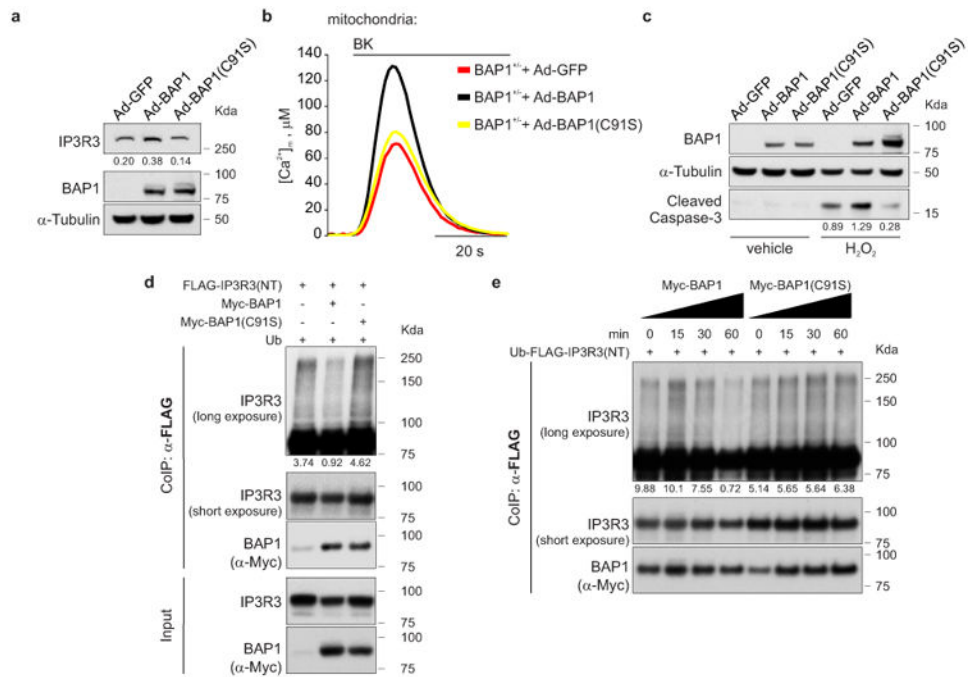 a
Ad-GFP
Ad-BAP1
Ad-BAP1(C91S)
Kda
IP3R3
250
0.20 0.38 0.14
BAP1
100
75
α-Tubulin
50
b
mitochondria:
BK
140
120
100
80
60
40
20
0
[Ca²⁺]m, μM
BAP1+/-+ Ad-GFP
BAP1+/-+ Ad-BAP1
BAP1+/-+ Ad-BAP1(C91S)
20 s
c
Ad-GFP
Ad-BAP1
Ad-BAP1(C91S)
Ad-GFP
Ad-BAP1
Ad-BAP1(C91S)
Kda
BAP1
100
75
α-Tubulin
50
Cleaved
Caspase-3
15
0.89 1.29 0.28
vehicle
H₂O₂
d
FLAG-IP3R3(NT) + + +
Myc-BAP1 - + -
Myc-BAP1(C91S) - - +
Ub + + +
Kda
CoIP: α-FLAG
IP3R3
(long exposure)
250
150
100
75
3.74 0.92 4.62
IP3R3
(short exposure)
100
75
BAP1
(α-Myc)
100
75
Input
IP3R3
100
75
BAP1
(α-Myc)
100
75
e
Myc-BAP1 Myc-BAP1(C91S)
min 0 15 30 60 0 15 30 60
Ub-FLAG-IP3R3(NT) + + + + + + + +
Kda
CoIP: α-FLAG
IP3R3
(long exposure)
250
150
100
75
9.88 10.1 7.55 0.72 5.14 5.65 5.64 6.38
IP3R3
(short exposure)
100
75
BAP1
(α-Myc)
100
75